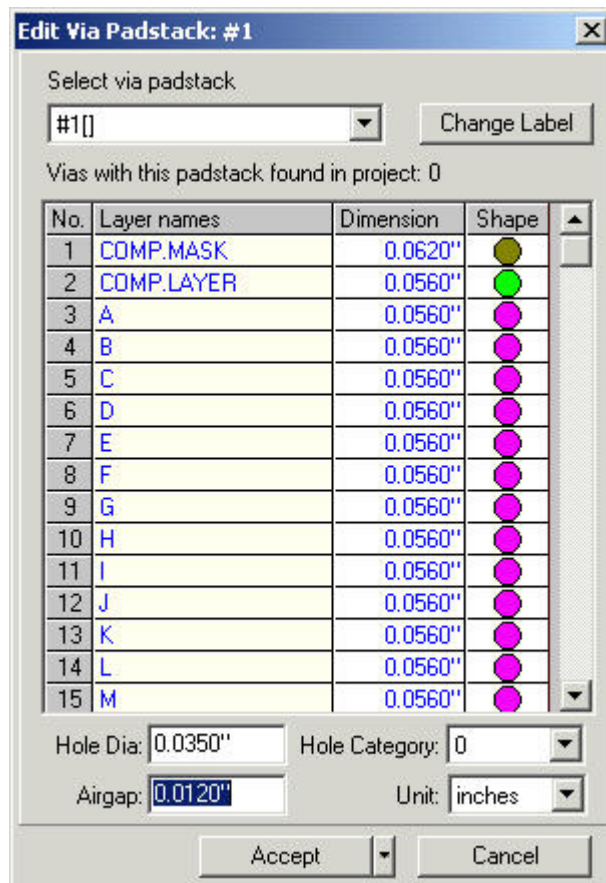 Edit Via Padstack: #1
Select via padstack
#1[] Change Label
Vias with this padstack found in project: 0
No. Layer names Dimension Shape
1 COMP.MASK 0.0620"
2 COMP.LAYER 0.0560"
3 A 0.0560"
4 B 0.0560"
5 C 0.0560"
6 D 0.0560"
7 E 0.0560"
8 F 0.0560"
9 G 0.0560"
10 H 0.0560"
11 I 0.0560"
12 J 0.0560"
13 K 0.0560"
14 L 0.0560"
15 M 0.0560"
Hole Dia: 0.0350" Hole Category: 0
Airgap: 0.0120" Unit: inches
Accept Cancel